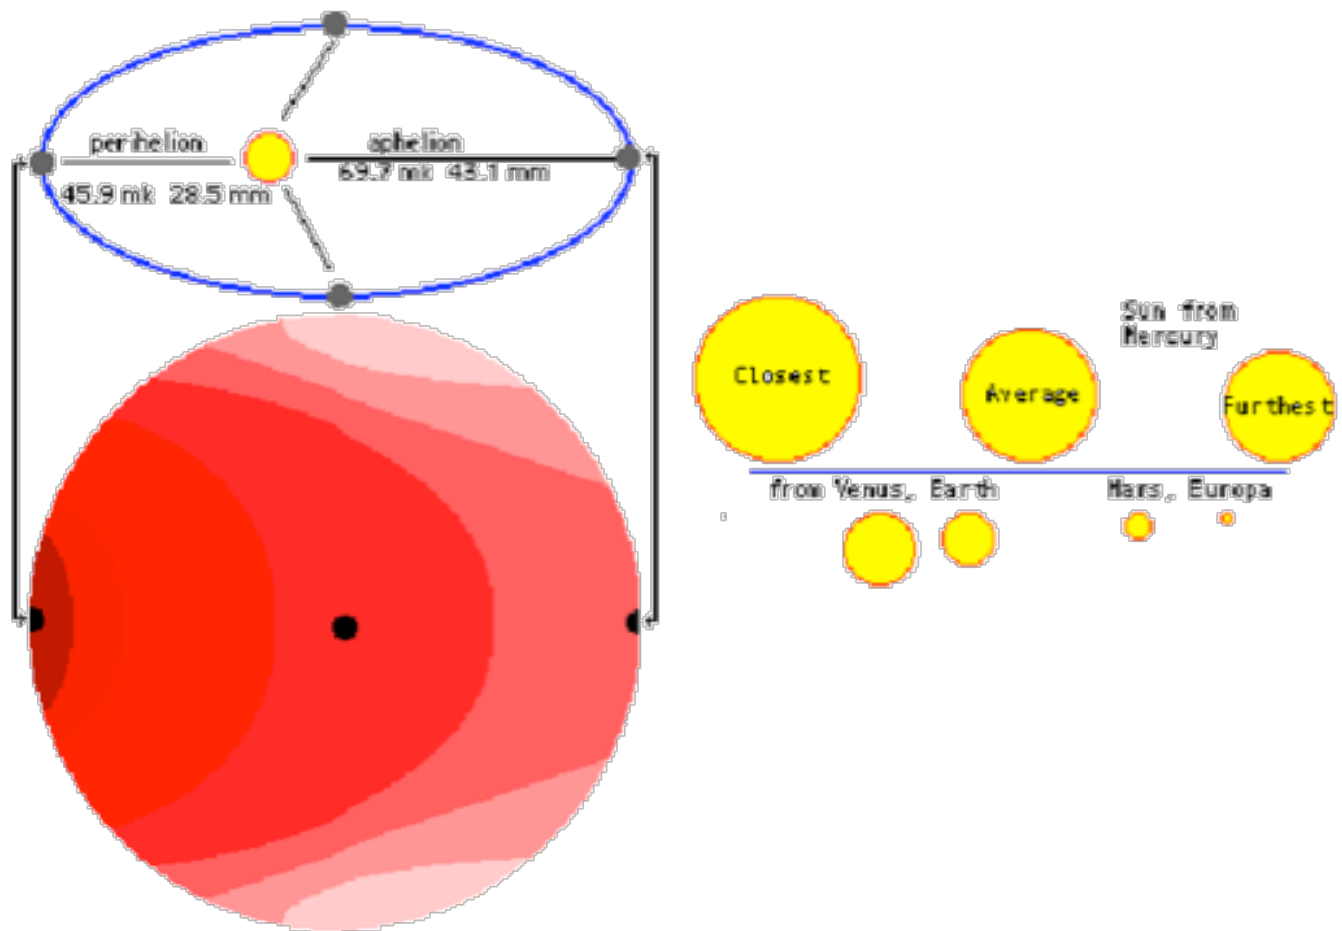 perihelion
aphelion
69.7 mk 43.1 mm
45.9 mk 28.5 mm
Sun from
Mercury
Closest
Average
Furthest
from Venus, Earth
Mars, Europa